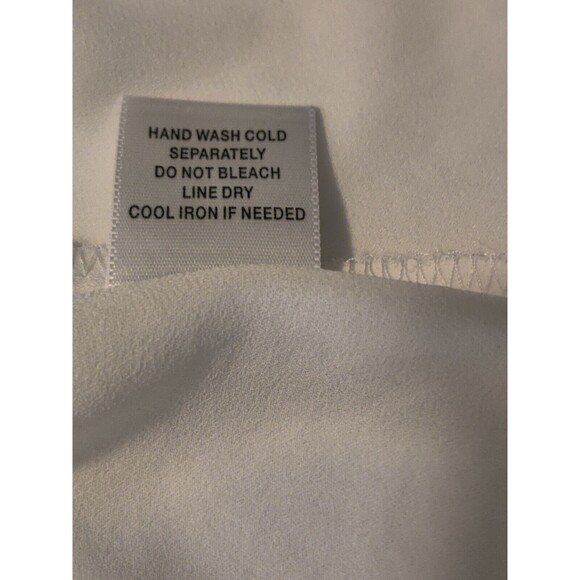 HAND WASH COLD
SEPARATELY
DO NOT BLEACH
LINE DRY
COOL IRON IF NEEDED